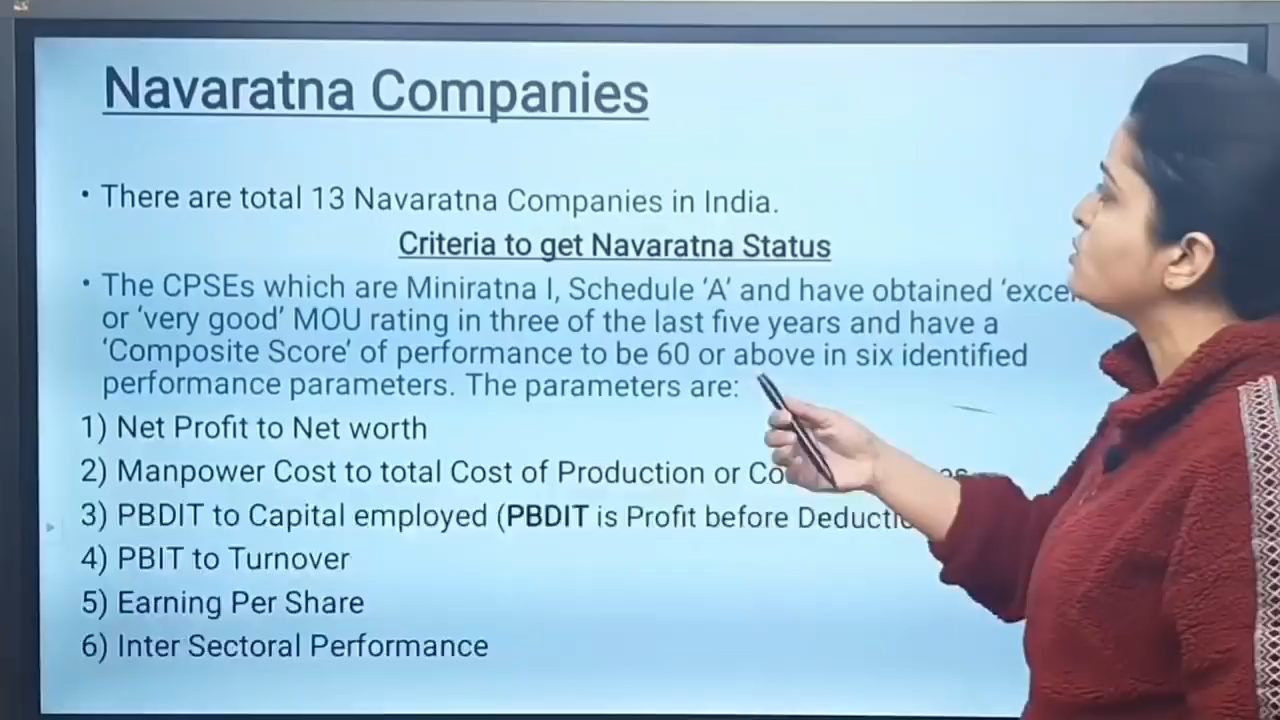 Navaratna Companies
• There are total 13 Navaratna Companies in India.
Criteria to get Navaratna Status
• The CPSEs which are Miniratna I, Schedule ‘A’ and have obtained
or ‘very good’ MOU rating in three of the last five years and have a
‘Composite Score’ of performance to be 60 or above in six identified
performance parameters. The parameters are:
1) Net Profit to Net worth
2) Manpower Cost to total Cost of Production or
3) PBDIT to Capital employed (PBDIT is Profit before
4) PBIT to Turnover
5) Earning Per Share
6) Inter Sectoral Performance